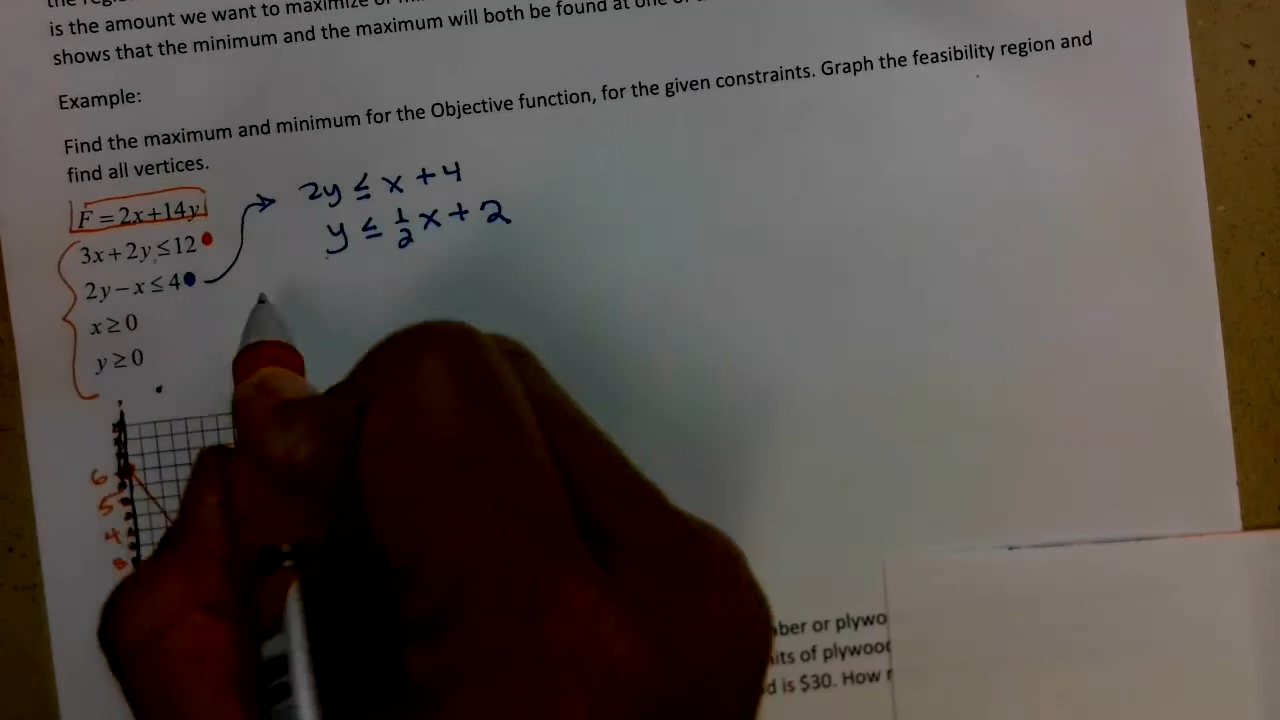 is the amount we want to maximize
shows that the minimum and the maximum will both be found at one
Example:
Find the maximum and minimum for the Objective function, for the given constraints. Graph the feasibility region and
find all vertices.
F = 2x+14y
3x+2y≤12
2y−x≤4
x≥0
y≥0
2y ≤ x + 4
y ≤ 1/2 x + 2
6
5
4
ber or plywo
its of plywood
d is $30. How